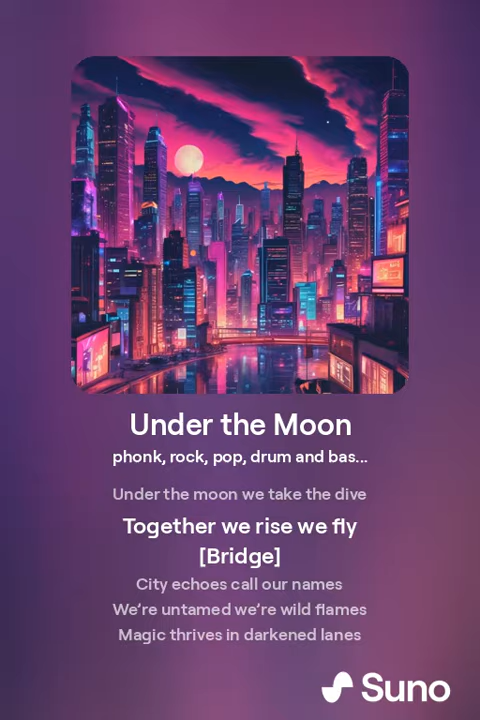 Under the Moon
phonk, rock, pop, drum and bas...
Under the moon we take the dive
Together we rise we fly
[Bridge]
City echoes call our names
We’re untamed we’re wild flames
Magic thrives in darkened lanes
Suno